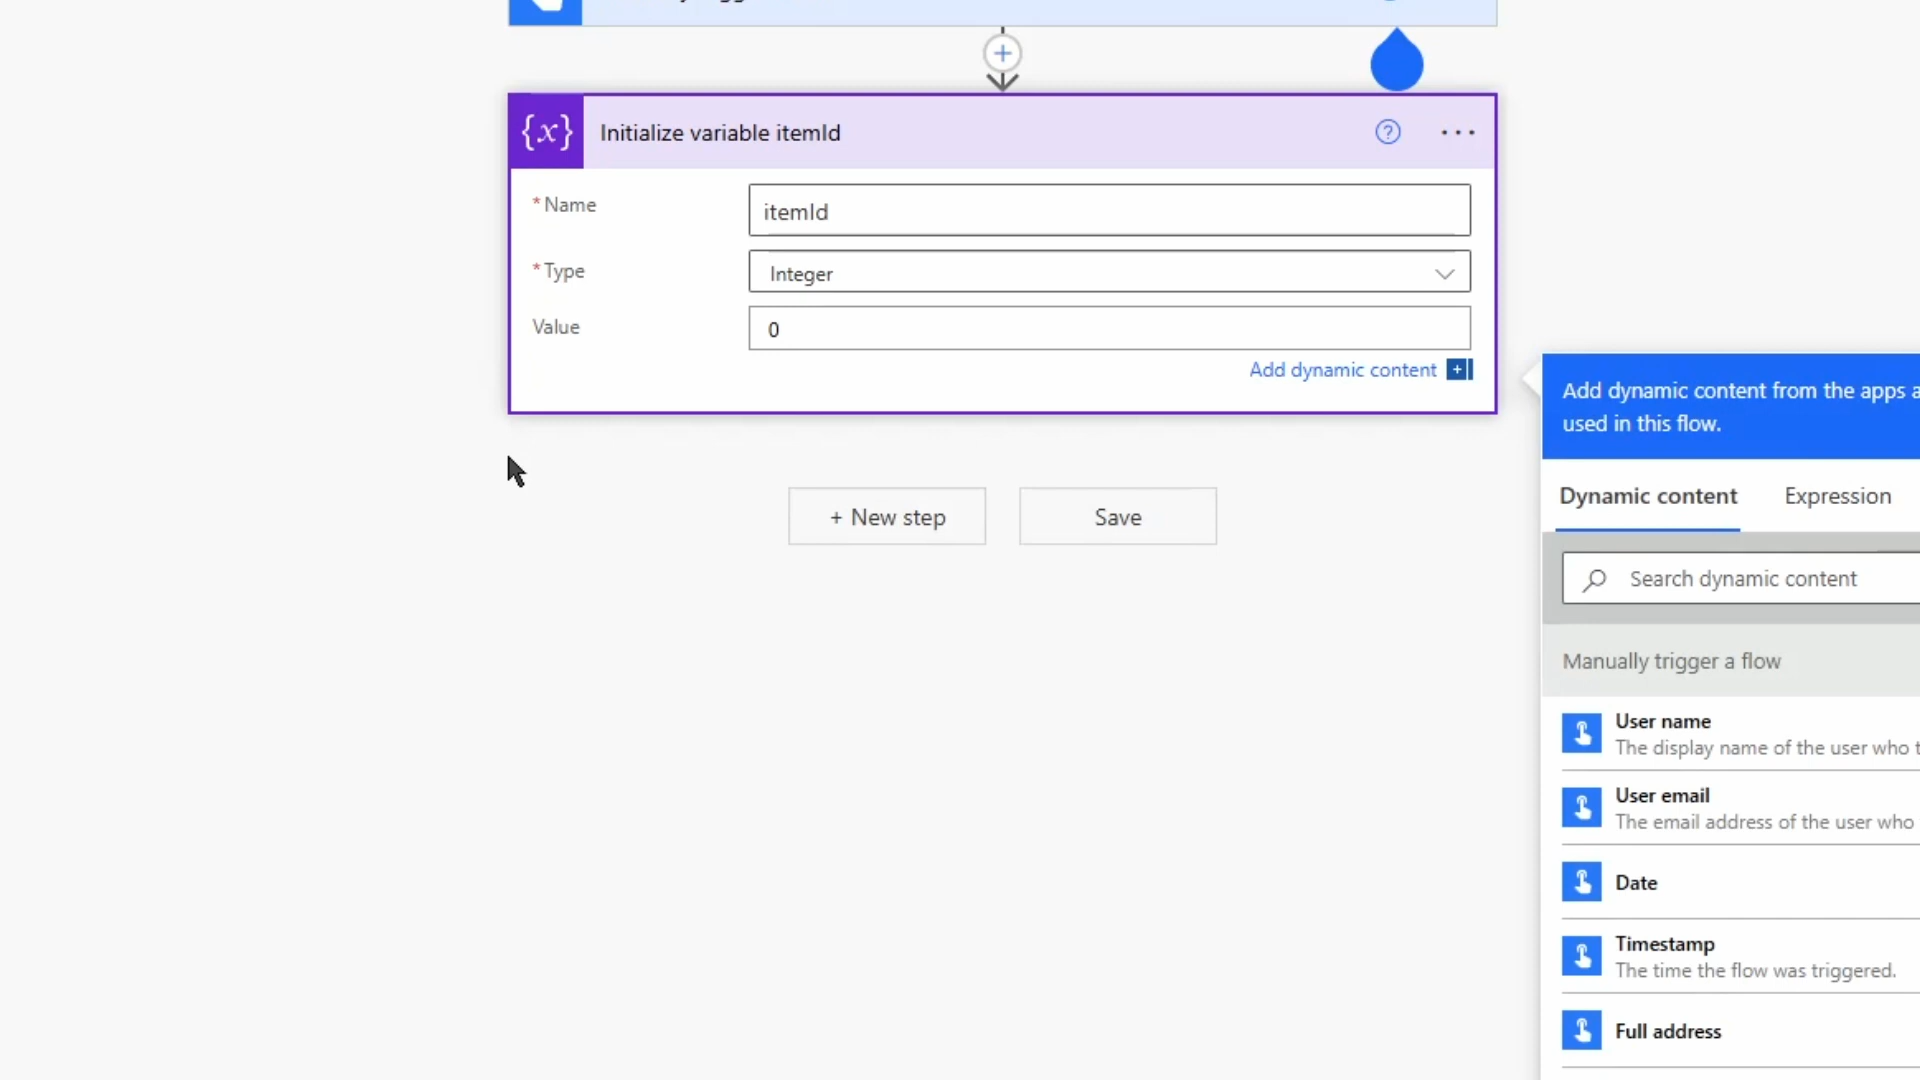 {x} Initialize variable itemId
* Name
itemId
* Type
Integer
Value
0
Add dynamic content
+ New step
Save
Add dynamic content from the apps a
used in this flow.
Dynamic content
Expression
Search dynamic content
Manually trigger a flow
User name
The display name of the user who t
User email
The email address of the user who
Date
Timestamp
The time the flow was triggered.
Full address